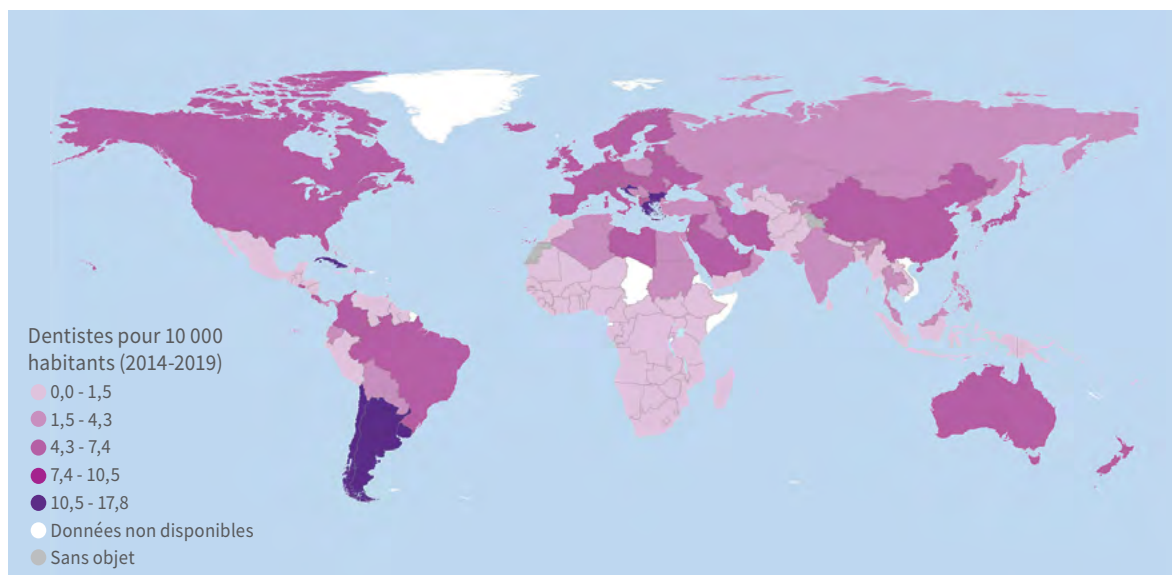 Dentistes pour 10 000
habitants (2014-2019)
0,0 - 1,5
1,5 - 4,3
4,3 - 7,4
7,4 - 10,5
10,5 - 17,8
Données non disponibles
Sans objet